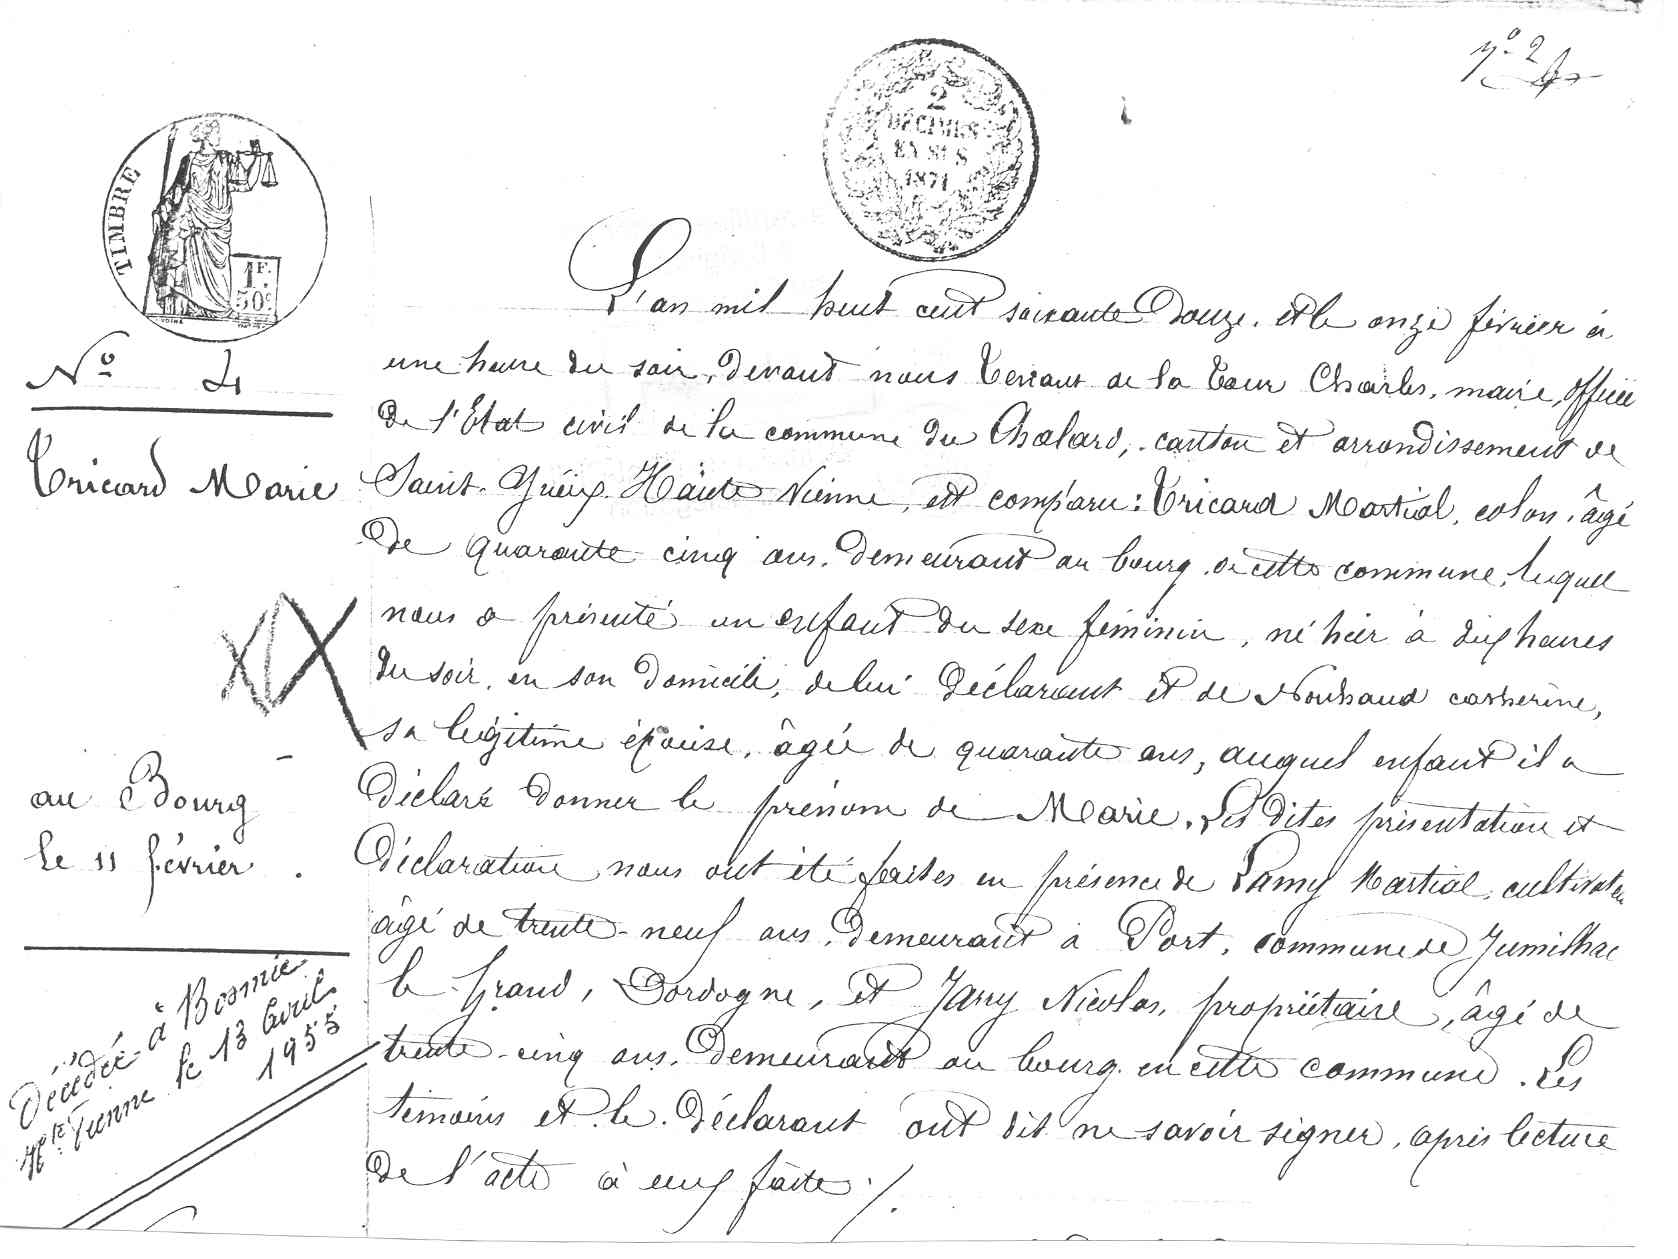 n° 2
2
DÉCIMES
EN SUS
1871
TIMBRE
1F.
50c.
N° 4
Tricard Marie
au Bourg
le 11 février.
Décédée à Bosmie
Hte Vienne le 13 Avril
1955
L'an mil huit cent soixante Douze, et le onze février à
une heure du soir, Devant nous Terrant de la Tour Charles, maire, officier
De l'Etat civil de la commune du Chalard, canton et arrondissement de
Saint-Yrieix Haute Vienne, est comparu: Tricard Martial, colon, âgé
De quarante cinq ans, Demeurant au bourg de cette commune, lequel
nous a présenté un enfant du sexe féminin, né hier à dix heures
du soir, en son Domicile, de lui Déclarant et de Nouhaud catherine,
sa légitime épouse, âgée de quarante ans, auquel enfant il a
Déclaré Donner le prénom de Marie. Les dites présentation et
Déclaration nous ont été faites en présence de Lamy Martial, cultivateur
âgé de trente-neuf ans, Demeurant à Port, commune de Jumilhac
le-Grand, Dordogne, et Jarry Nicolas, propriétaire, âgé de
trente-cinq ans, Demeurant au bourg en cette commune. Les
témoins et le Déclarant ont dit ne savoir signer, après lecture
De l'acte à eux faite ./.